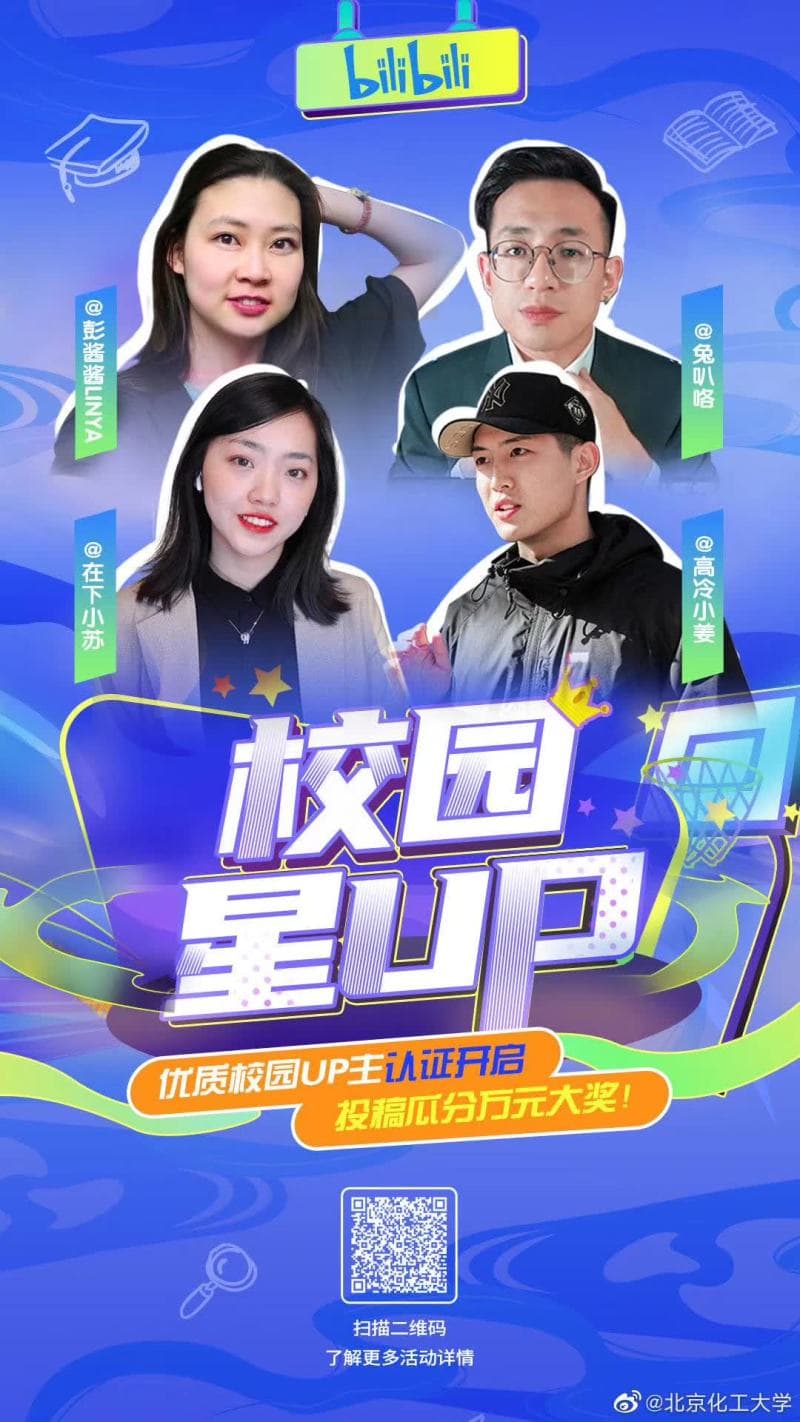 bilibili
@彭酱酱LINYA
@兔叭咯
@在下小苏
@高冷小姜
校园
星UP
优质校园UP主认证开启
投稿瓜分万元大奖！
扫描二维码
了解更多活动详情
@北京化工大学